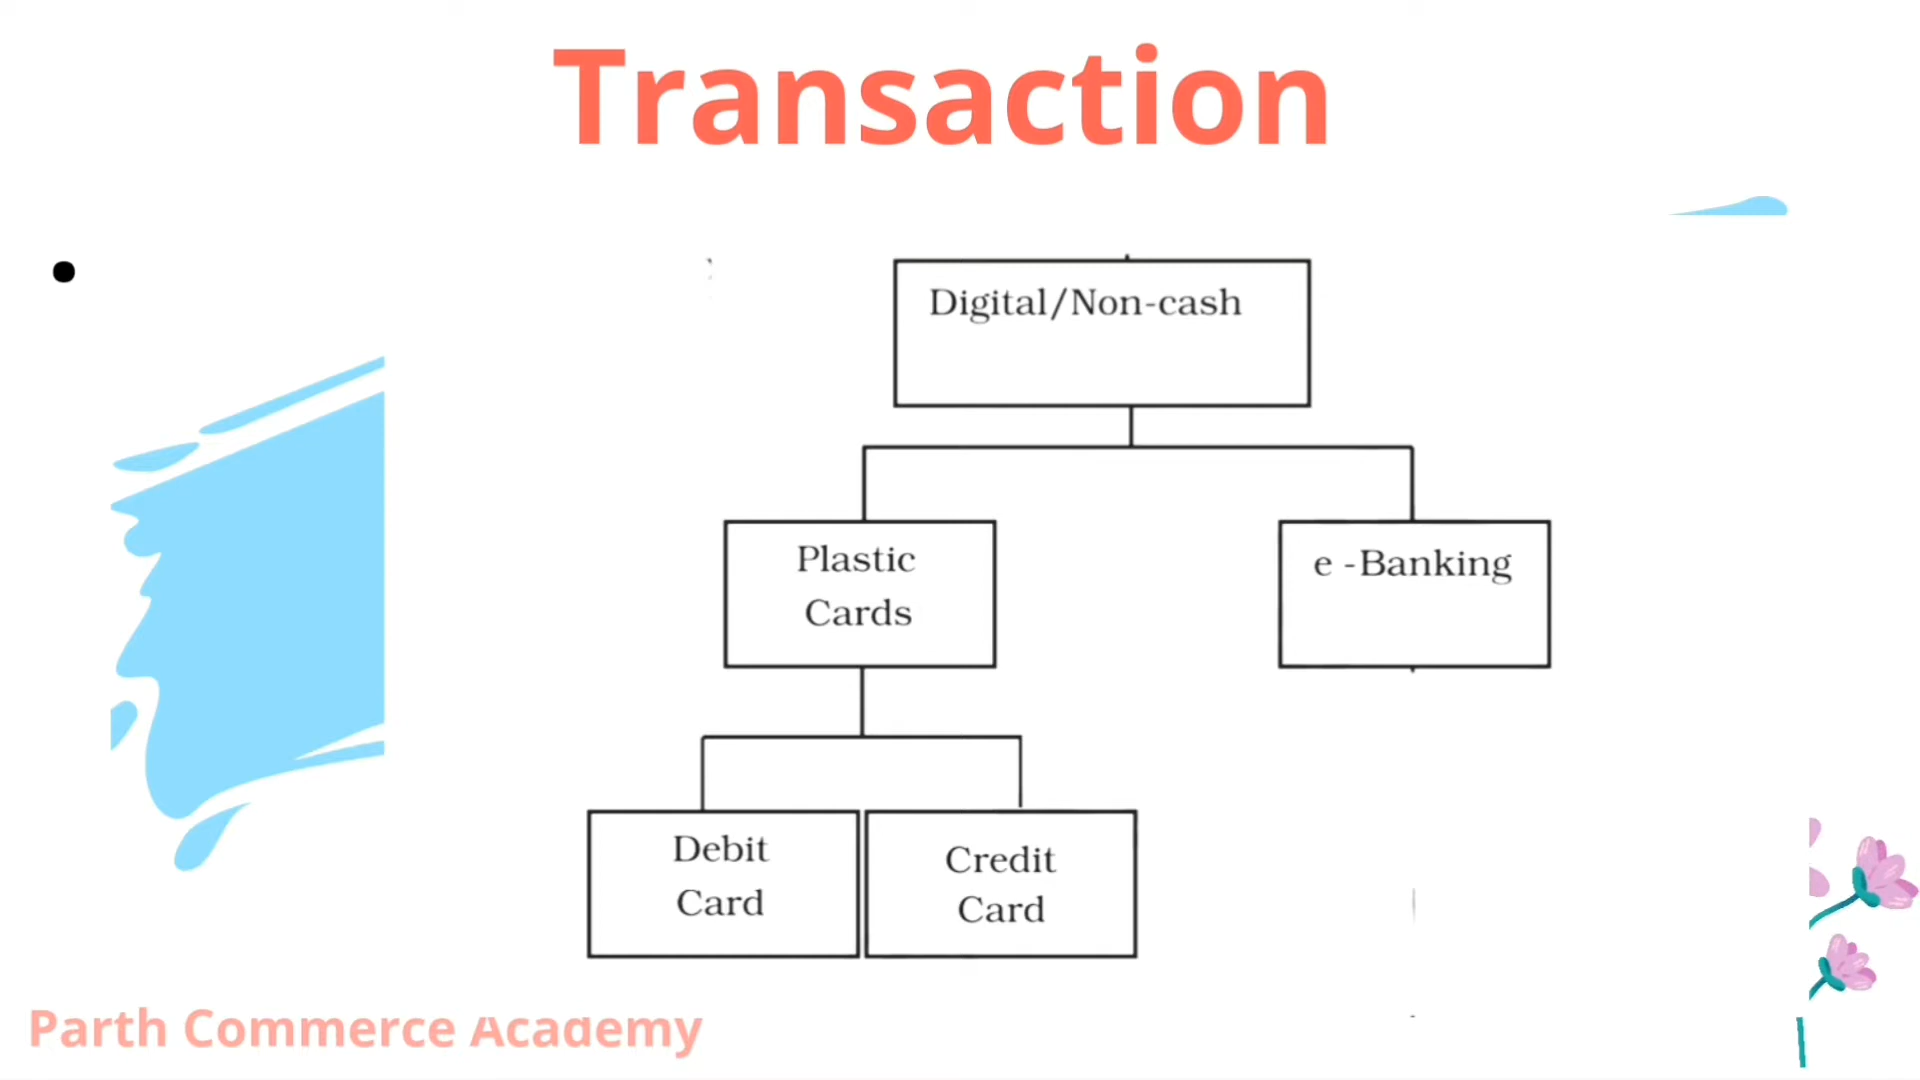 Transaction
Digital/Non-cash
Plastic
Cards
e -Banking
Debit
Card
Credit
Card
Parth Commerce Academy